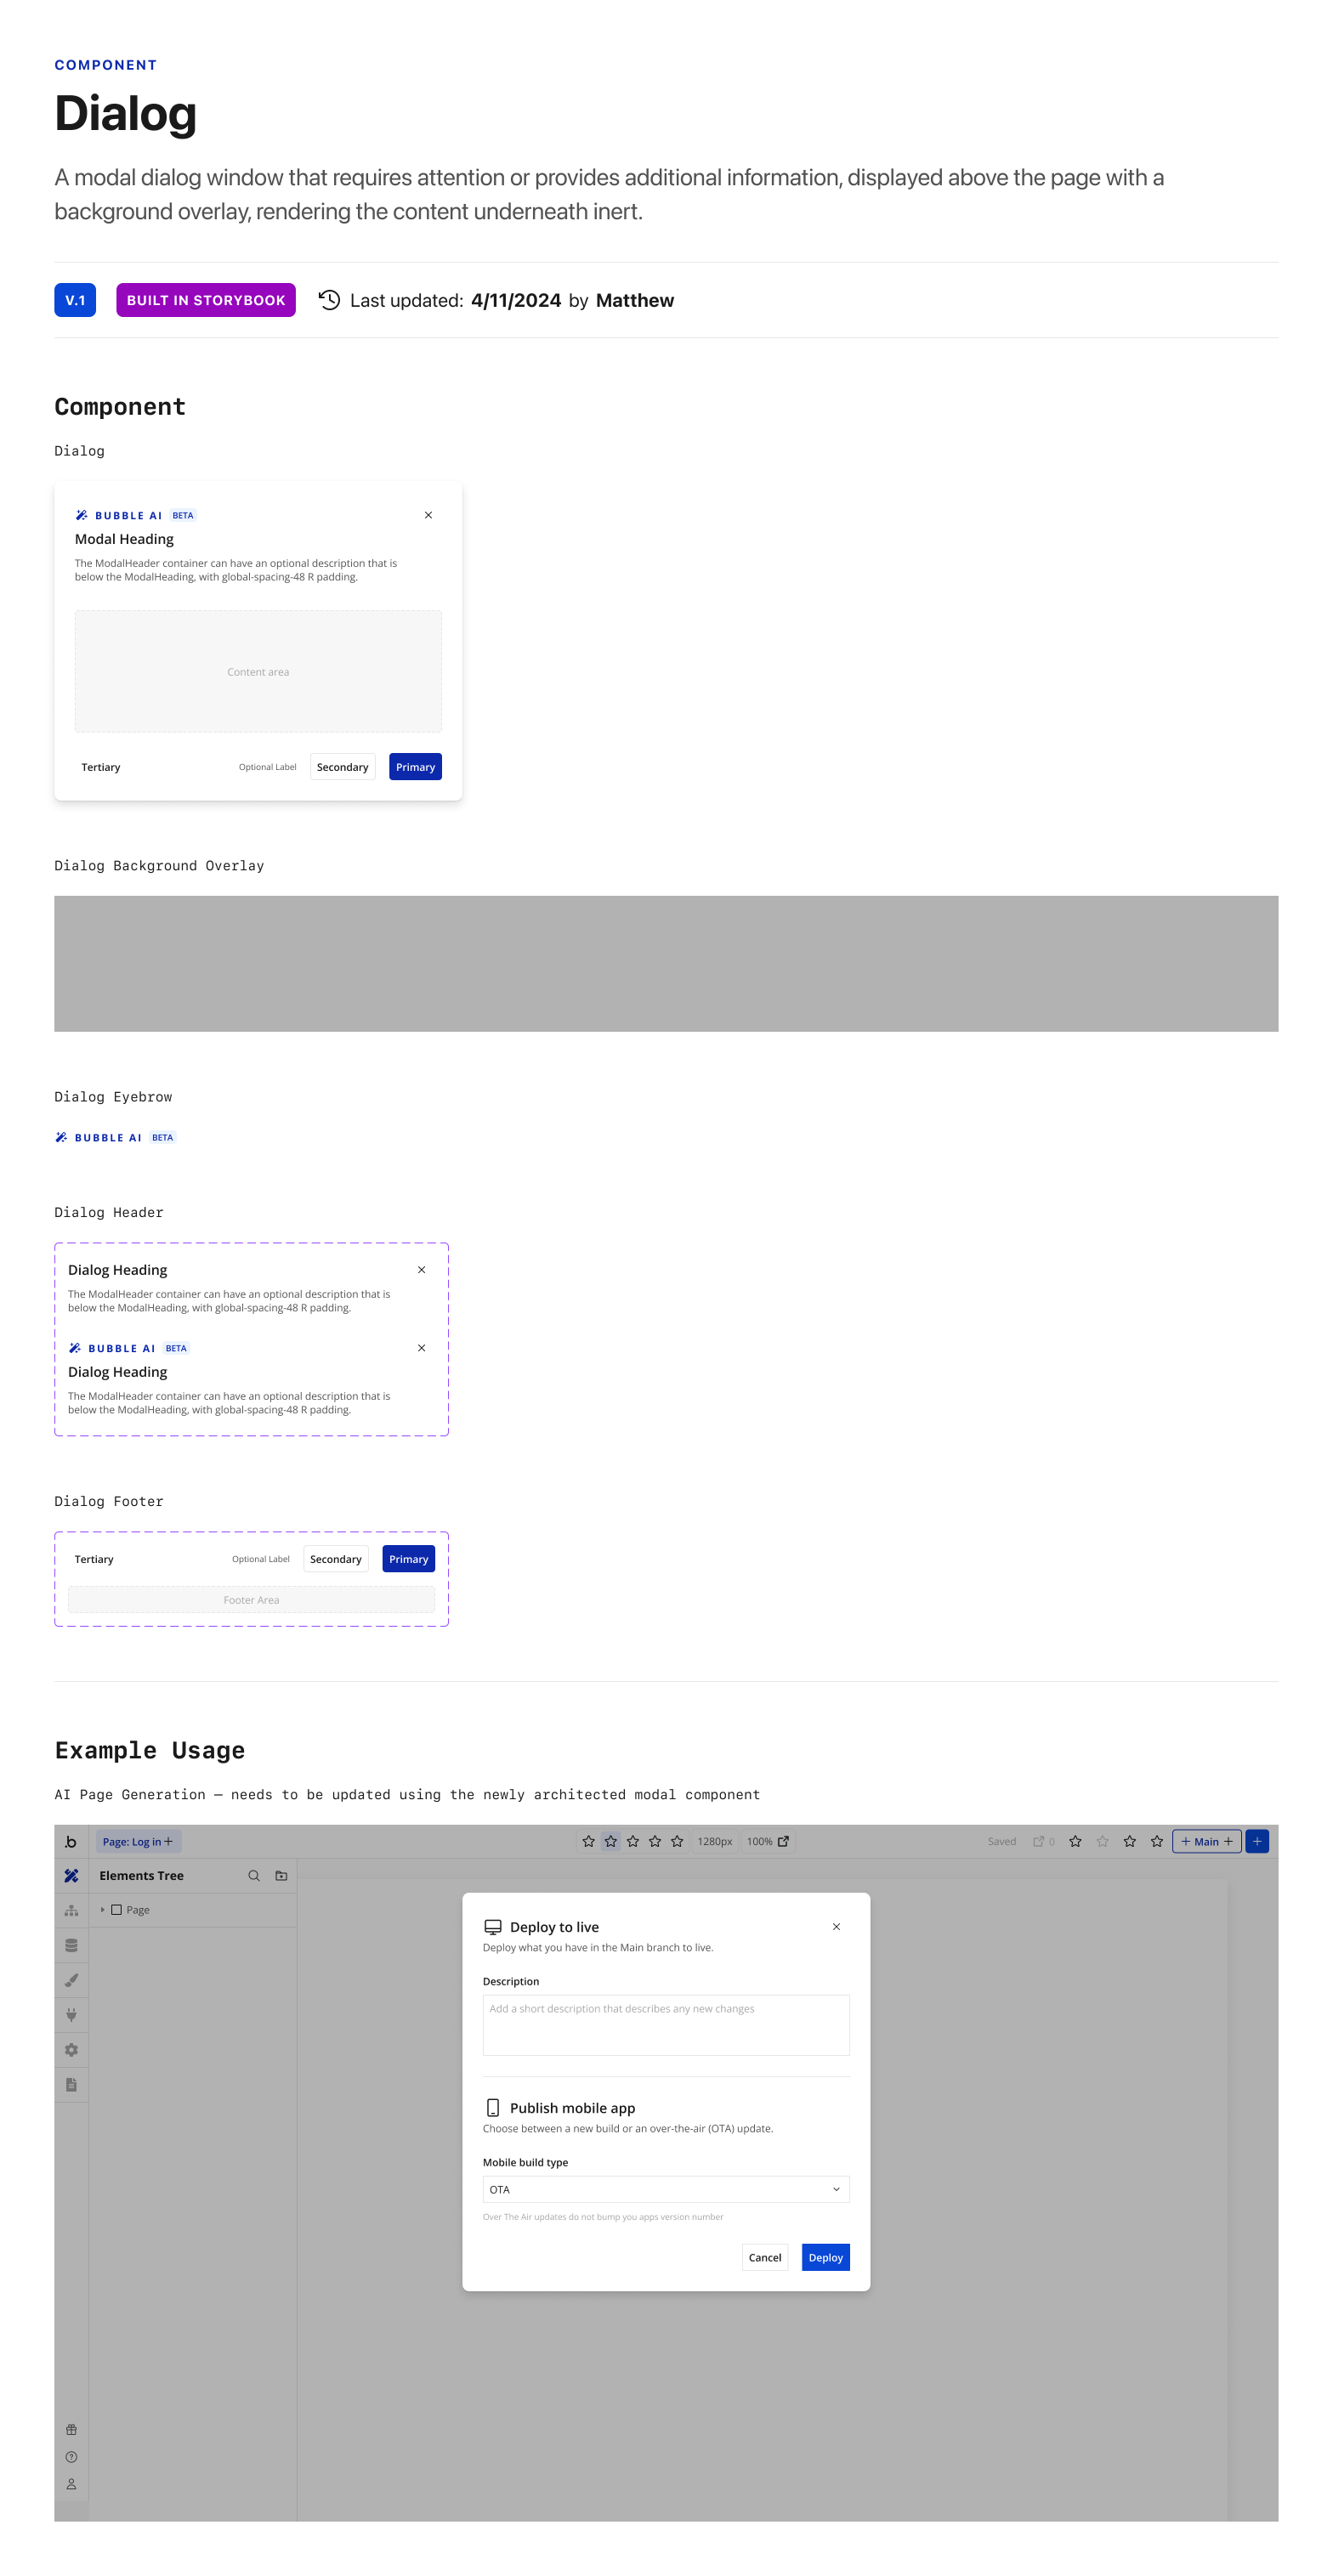 COMPONENT
Dialog
A modal dialog window that requires attention or provides additional information, displayed above the page with a
background overlay, rendering the content underneath inert.
V.1 BUILT IN STORYBOOK Last updated: 4/11/2024 by Matthew
Component
Dialog
BUBBLE AI BETA
Modal Heading
The ModalHeader container can have an optional description that is
below the ModalHeading, with global-spacing-48 R padding.
Content area
Tertiary Optional Label Secondary Primary
Dialog Background Overlay
Dialog Eyebrow
BUBBLE AI BETA
Dialog Header
Dialog Heading
The ModalHeader container can have an optional description that is
below the ModalHeading, with global-spacing-48 R padding.
BUBBLE AI BETA
Dialog Heading
The ModalHeader container can have an optional description that is
below the ModalHeading, with global-spacing-48 R padding.
Dialog Footer
Tertiary Optional Label Secondary Primary
Footer Area
Example Usage
AI Page Generation — needs to be updated using the newly architected modal component
.b Page: Log in 1280px 100% Saved 0 Main
Elements Tree
Page
Deploy to live
Deploy what you have in the Main branch to live.
Description
Add a short description that describes any new changes
Publish mobile app
Choose between a new build or an over-the-air (OTA) update.
Mobile build type
OTA
Over The Air updates do not bump you apps version number
Cancel Deploy